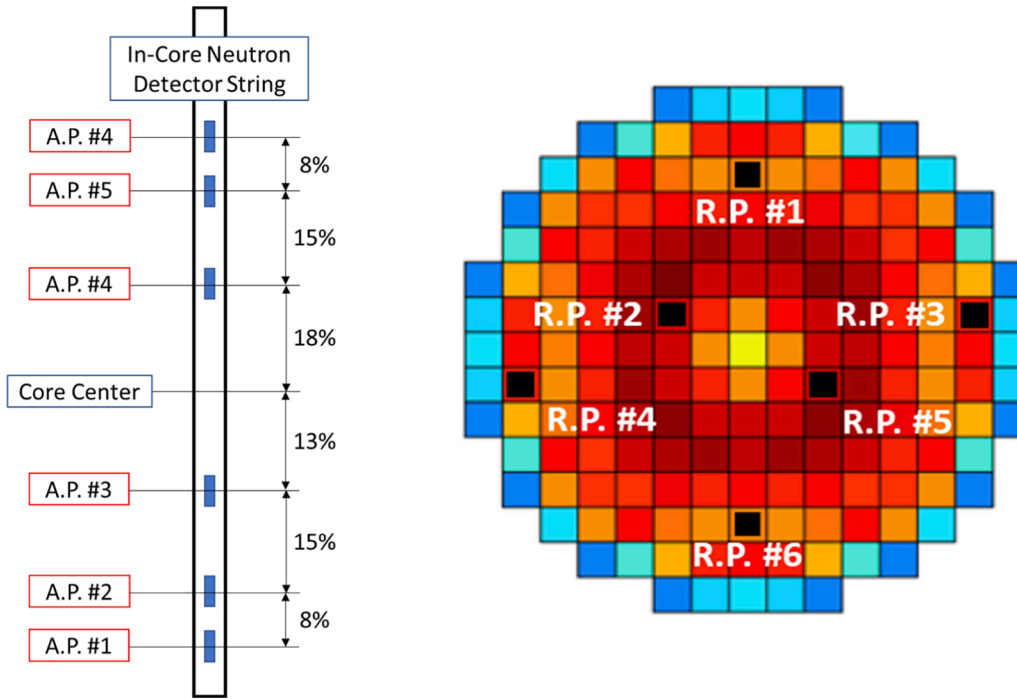 In-Core Neutron
Detector String
A.P. #4
8%
A.P. #5
15%
A.P. #4
18%
Core Center
13%
A.P. #3
15%
A.P. #2
8%
A.P. #1
R.P. #1
R.P. #2
R.P. #3
R.P. #4
R.P. #5
R.P. #6